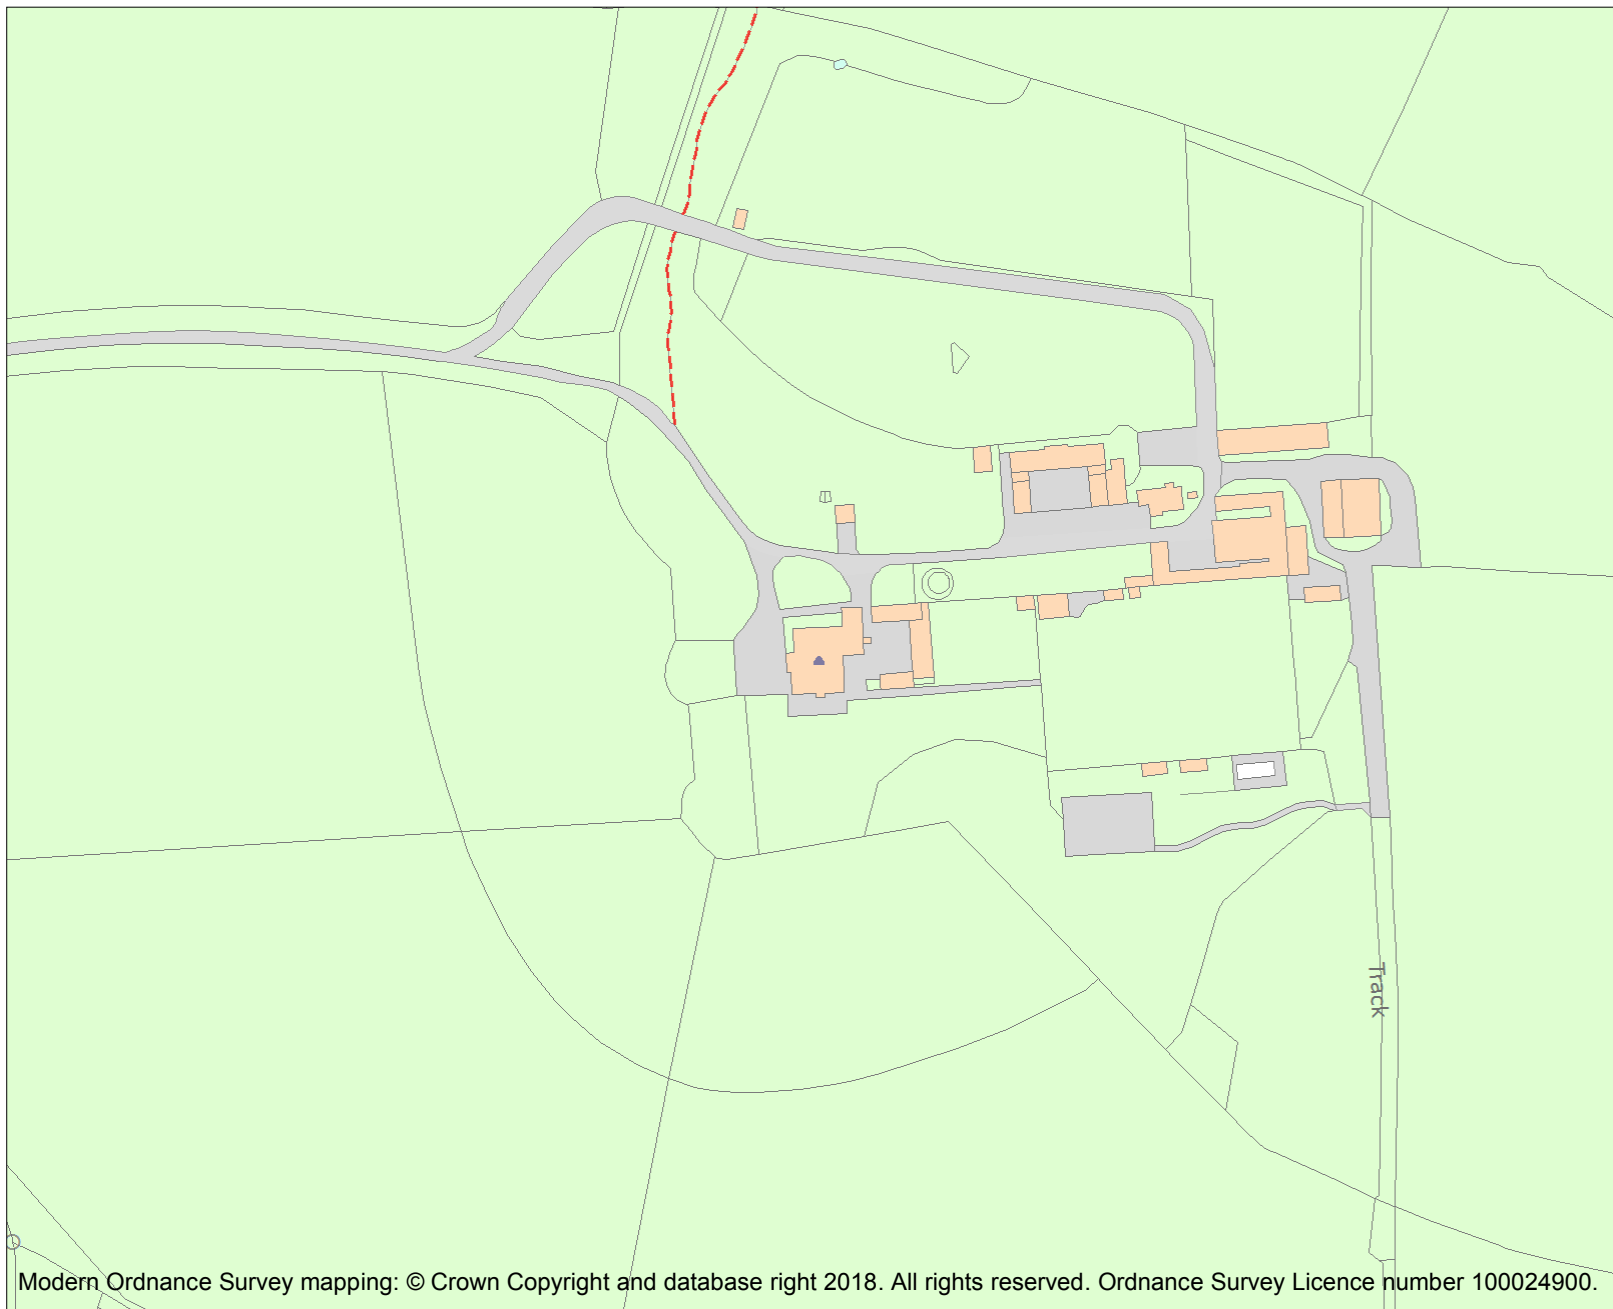 Track
Modern Ordnance Survey mapping: © Crown Copyright and database right 2018. All rights reserved. Ordnance Survey Licence number 100024900.